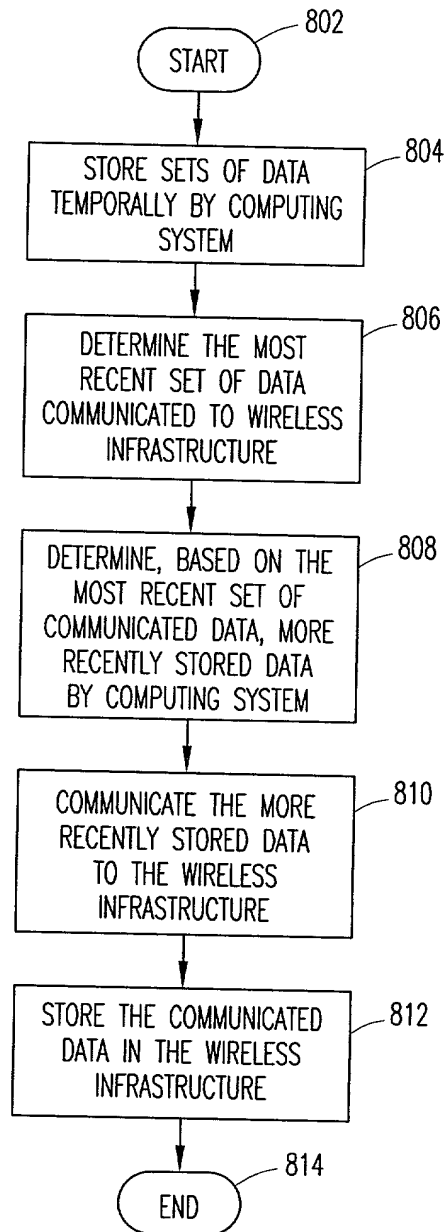 802
START
804
STORE SETS OF DATA
TEMPORALLY BY COMPUTING
SYSTEM
806
DETERMINE THE MOST
RECENT SET OF DATA
COMMUNICATED TO WIRELESS
INFRASTRUCTURE
808
DETERMINE, BASED ON THE
MOST RECENT SET OF
COMMUNICATED DATA, MORE
RECENTLY STORED DATA
BY COMPUTING SYSTEM
810
COMMUNICATE THE MORE
RECENTLY STORED DATA
TO THE WIRELESS
INFRASTRUCTURE
812
STORE THE COMMUNICATED
DATA IN THE WIRELESS
INFRASTRUCTURE
814
END